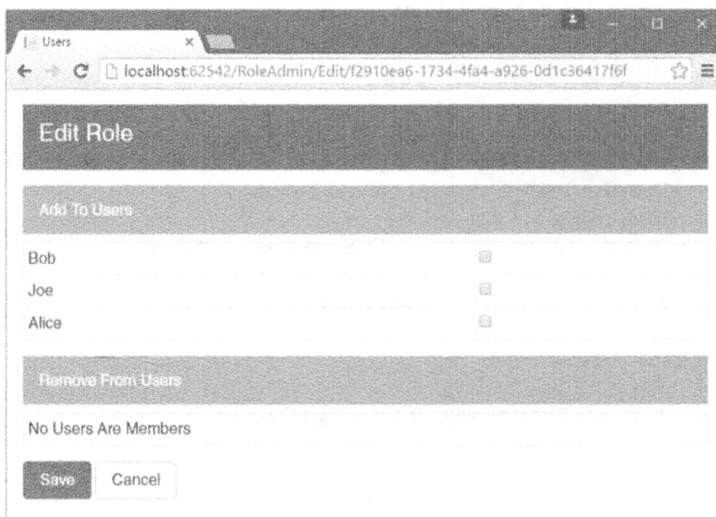 Users
localhost:62542/RoleAdmin/Edit/f2910ea6-1734-4fa4-a926-0d1c36417f6f
Edit Role
Add To Users
Bob
Joe
Alice
Remove From Users
No Users Are Members
Save Cancel